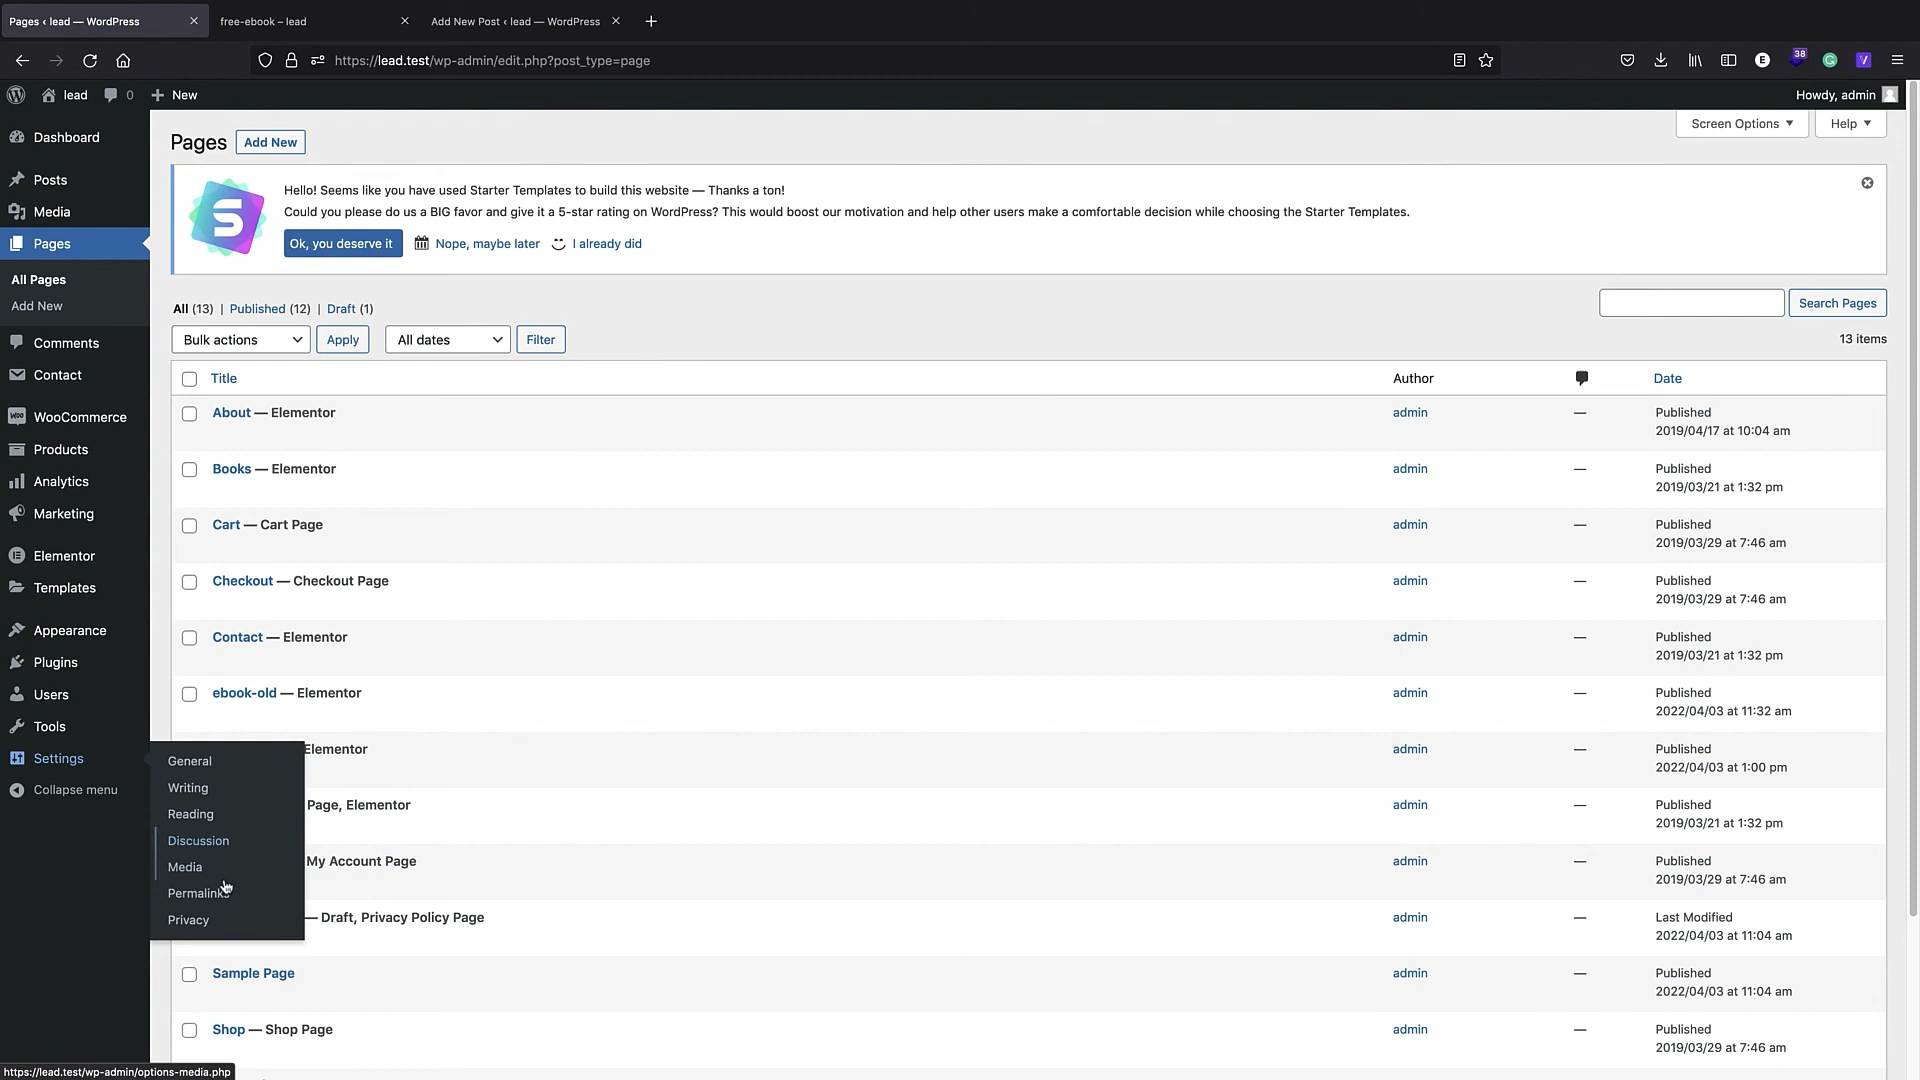 Pages ‹ lead — WordPress
free-ebook – lead
Add New Post ‹ lead — WordPress
https://lead.test/wp-admin/edit.php?post_type=page
38
lead
0
New
Howdy, admin
Dashboard
Posts
Media
Pages
All Pages
Add New
Comments
Contact
WooCommerce
Products
Analytics
Marketing
Elementor
Templates
Appearance
Plugins
Users
Tools
Settings
Collapse menu
General
Writing
Reading
Discussion
Media
Permalinks
Privacy
Screen Options
Help
Pages
Add New
Hello! Seems like you have used Starter Templates to build this website — Thanks a ton!
Could you please do us a BIG favor and give it a 5-star rating on WordPress? This would boost our motivation and help other users make a comfortable decision while choosing the Starter Templates.
Ok, you deserve it
Nope, maybe later
I already did
All (13) | Published (12) | Draft (1)
Search Pages
Bulk actions
Apply
All dates
Filter
13 items
Title
Author
Date
About — Elementor
admin
—
Published
2019/04/17 at 10:04 am
Books — Elementor
admin
—
Published
2019/03/21 at 1:32 pm
Cart — Cart Page
admin
—
Published
2019/03/29 at 7:46 am
Checkout — Checkout Page
admin
—
Published
2019/03/29 at 7:46 am
Contact — Elementor
admin
—
Published
2019/03/21 at 1:32 pm
ebook-old — Elementor
admin
—
Published
2022/04/03 at 11:32 am
Elementor
admin
—
Published
2022/04/03 at 1:00 pm
Page, Elementor
admin
—
Published
2019/03/21 at 1:32 pm
My Account Page
admin
—
Published
2019/03/29 at 7:46 am
— Draft, Privacy Policy Page
admin
—
Last Modified
2022/04/03 at 11:04 am
Sample Page
admin
—
Published
2022/04/03 at 11:04 am
Shop — Shop Page
admin
—
Published
2019/03/29 at 7:46 am
https://lead.test/wp-admin/options-media.php